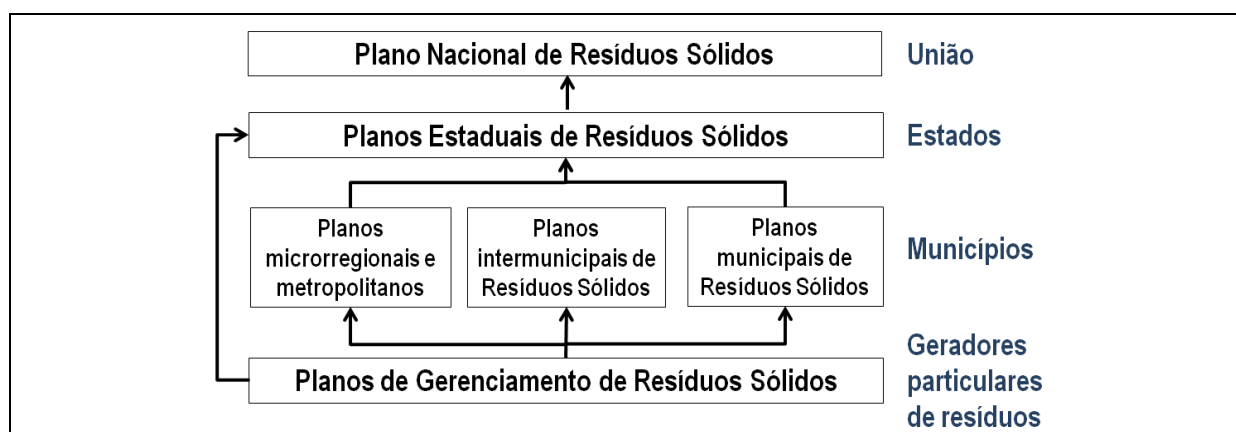 Plano Nacional de Resíduos Sólidos
União
Planos Estaduais de Resíduos Sólidos
Estados
Planos
microrregionais e
metropolitanos
Planos
intermunicipais de
Resíduos Sólidos
Planos
municipais de
Resíduos Sólidos
Municípios
Planos de Gerenciamento de Resíduos Sólidos
Geradores
particulares
de resíduos